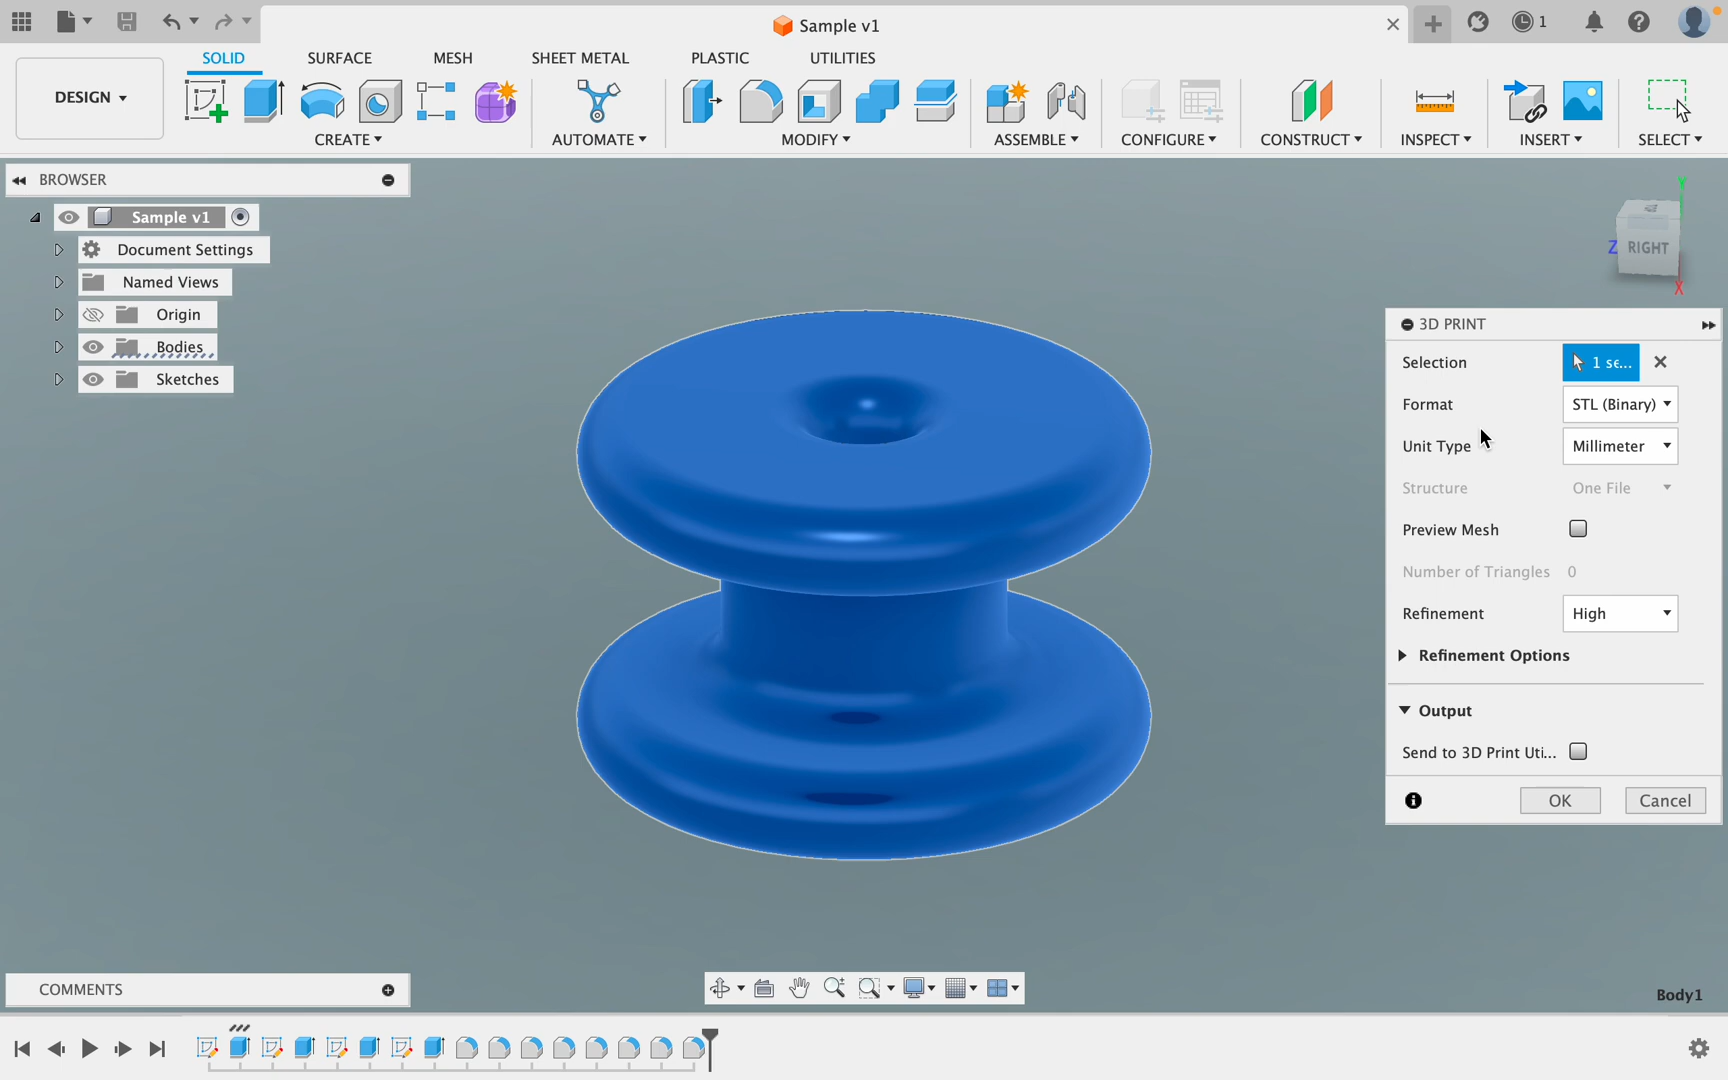 Sample v1
1
SOLID SURFACE MESH SHEET METAL PLASTIC UTILITIES
DESIGN
CREATE AUTOMATE MODIFY ASSEMBLE CONFIGURE CONSTRUCT INSPECT INSERT SELECT
BROWSER
Sample v1
Document Settings
Named Views
Origin
Bodies
Sketches
Y
Z
RIGHT
X
3D PRINT
Selection 1 se...
Format STL (Binary)
Unit Type Millimeter
Structure One File
Preview Mesh
Number of Triangles 0
Refinement High
Refinement Options
Output
Send to 3D Print Uti...
OK Cancel
COMMENTS
Body1